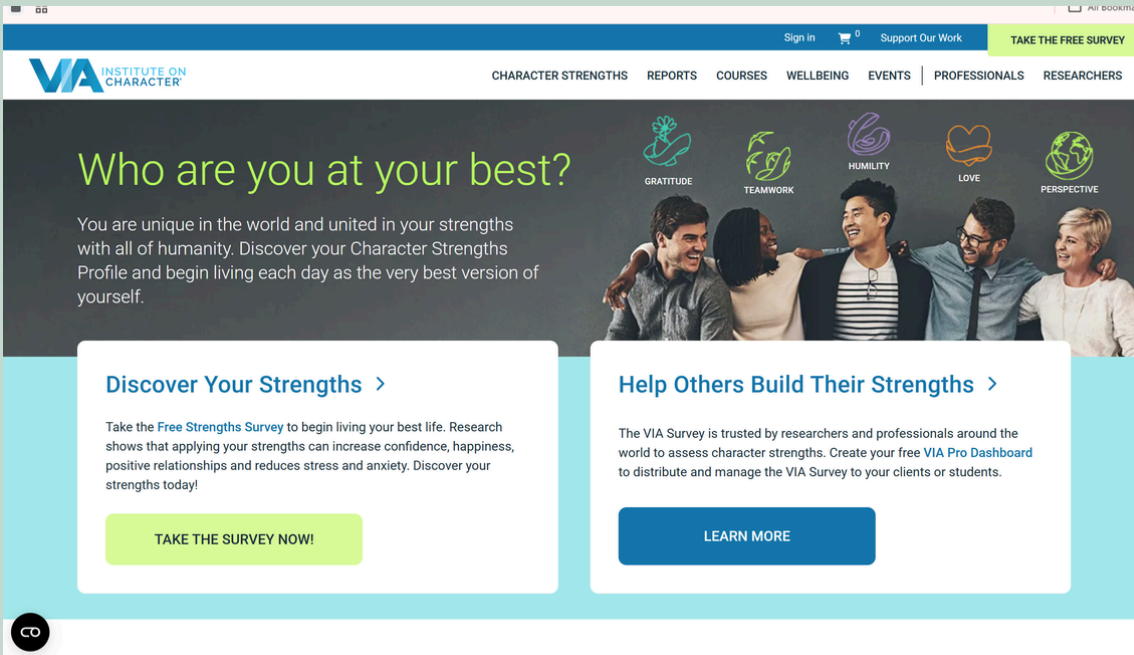 All Bookma
Sign in 0 Support Our Work TAKE THE FREE SURVEY
VIA INSTITUTE ON
CHARACTER®
CHARACTER STRENGTHS REPORTS COURSES WELLBEING EVENTS PROFESSIONALS RESEARCHERS
Who are you at your best?
You are unique in the world and united in your strengths
with all of humanity. Discover your Character Strengths
Profile and begin living each day as the very best version of
yourself.
GRATITUDE
TEAMWORK
HUMILITY
LOVE
PERSPECTIVE
Discover Your Strengths
Take the Free Strengths Survey to begin living your best life. Research
shows that applying your strengths can increase confidence, happiness,
positive relationships and reduces stress and anxiety. Discover your
strengths today!
TAKE THE SURVEY NOW!
Help Others Build Their Strengths
The VIA Survey is trusted by researchers and professionals around the
world to assess character strengths. Create your free VIA Pro Dashboard
to distribute and manage the VIA Survey to your clients or students.
LEARN MORE